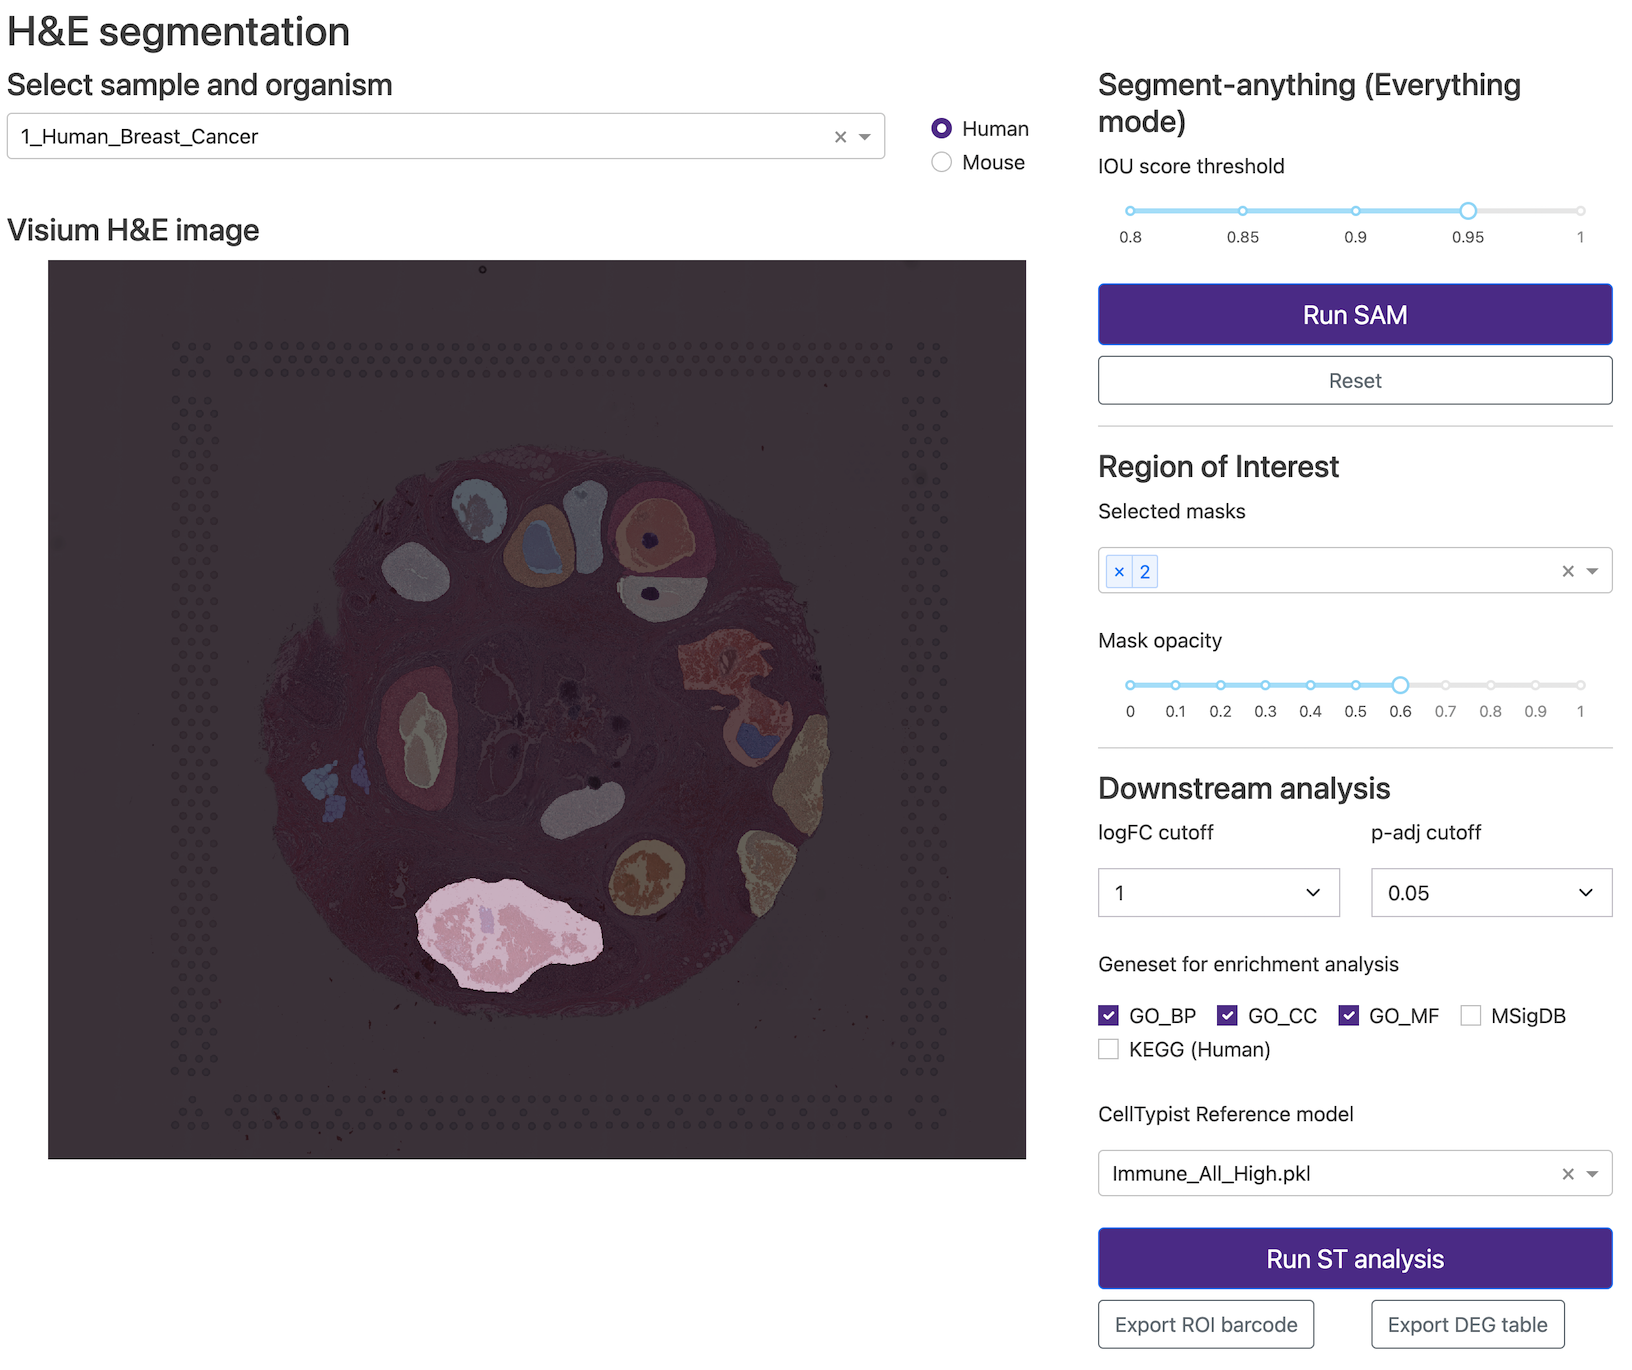 H&E segmentation
Select sample and organism
1_Human_Breast_Cancer
Human
Mouse
Visium H&E image
Segment-anything (Everything
mode)
IOU score threshold
0.8 0.85 0.9 0.95 1
Run SAM
Reset
Region of Interest
Selected masks
× 2
Mask opacity
0 0.1 0.2 0.3 0.4 0.5 0.6 0.7 0.8 0.9 1
Downstream analysis
logFC cutoff p-adj cutoff
1 0.05
Geneset for enrichment analysis
GO_BP GO_CC GO_MF MSigDB
KEGG (Human)
CellTypist Reference model
Immune_All_High.pkl
Run ST analysis
Export ROI barcode Export DEG table